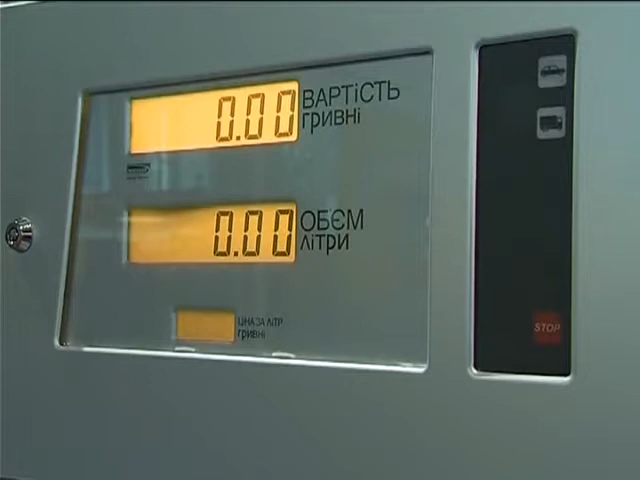 0.00
ВАРТіСТЬ
гривні
0.00
ОБЄМ
літри
ЦІНА ЗА ЛІТР
гривні
STOP